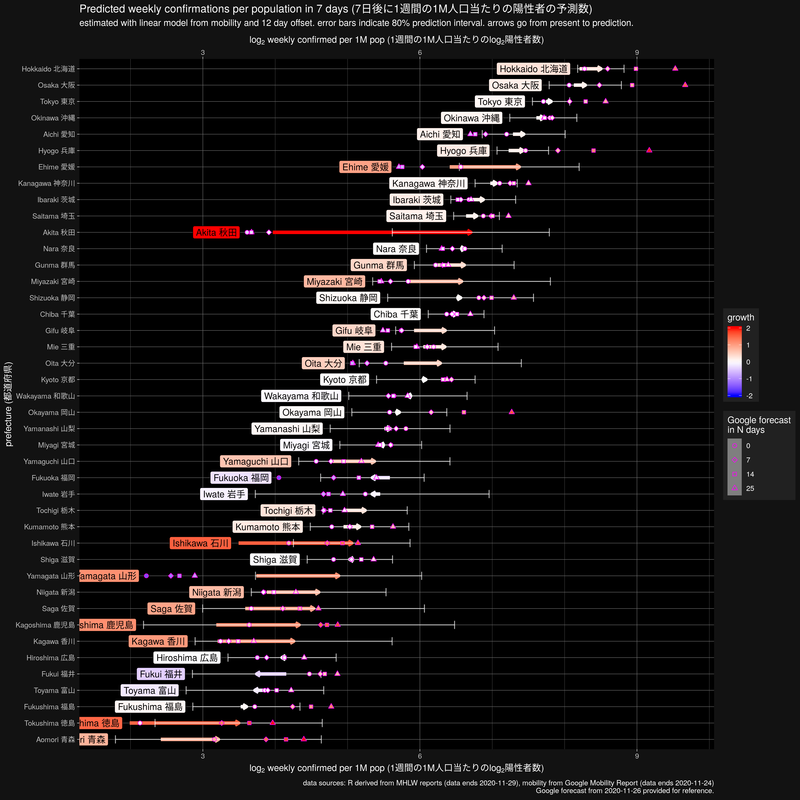 Predicted weekly confirmations per population in 7 days (7日後に1週間の1M人口当たりの陽性者の予測数)
estimated with linear model from mobility and 12 day offset. error bars indicate 80% prediction interval. arrows go from present to prediction.
log2 weekly confirmed per 1M pop (1週間の1M人口当たりのlog2陽性者数)
3 6 9
Hokkaido 北海道 Hokkaido 北海道
Osaka 大阪 Osaka 大阪
Tokyo 東京 Tokyo 東京
Okinawa 沖縄 Okinawa 沖縄
Aichi 愛知 Aichi 愛知
Hyogo 兵庫 Hyogo 兵庫
Ehime 愛媛 Ehime 愛媛
Kanagawa 神奈川 Kanagawa 神奈川
Ibaraki 茨城 Ibaraki 茨城
Saitama 埼玉 Saitama 埼玉
Akita 秋田 Akita 秋田
Nara 奈良 Nara 奈良
Gunma 群馬 Gunma 群馬
Miyazaki 宮崎 Miyazaki 宮崎
Shizuoka 静岡 Shizuoka 静岡
Chiba 千葉 Chiba 千葉
Gifu 岐阜 Gifu 岐阜
Mie 三重 Mie 三重
Oita 大分 Oita 大分
Kyoto 京都 Kyoto 京都
Wakayama 和歌山 Wakayama 和歌山
Okayama 岡山 Okayama 岡山
Yamanashi 山梨 Yamanashi 山梨
Miyagi 宮城 Miyagi 宮城
Yamaguchi 山口 Yamaguchi 山口
Fukuoka 福岡 Fukuoka 福岡
Iwate 岩手 Iwate 岩手
Tochigi 栃木 Tochigi 栃木
Kumamoto 熊本 Kumamoto 熊本
Ishikawa 石川 Ishikawa 石川
Shiga 滋賀 Shiga 滋賀
Yamagata 山形 amagata 山形
Niigata 新潟 Niigata 新潟
Saga 佐賀 Saga 佐賀
Kagoshima 鹿児島 shima 鹿児島
Kagawa 香川 Kagawa 香川
Hiroshima 広島 Hiroshima 広島
Fukui 福井 Fukui 福井
Toyama 富山 Toyama 富山
Fukushima 福島 Fukushima 福島
Tokushima 徳島 hima 徳島
Aomori 青森 ri 青森
3 6 9
log2 weekly confirmed per 1M pop (1週間の1M人口当たりのlog2陽性者数)
prefecture (都道府県)
growth
2
1
0
-1
-2
Google forecast
in N days
0
7
14
25
data sources: R derived from MHLW reports (data ends 2020-11-29), mobility from Google Mobility Report (data ends 2020-11-24)
Google forecast from 2020-11-26 provided for reference.